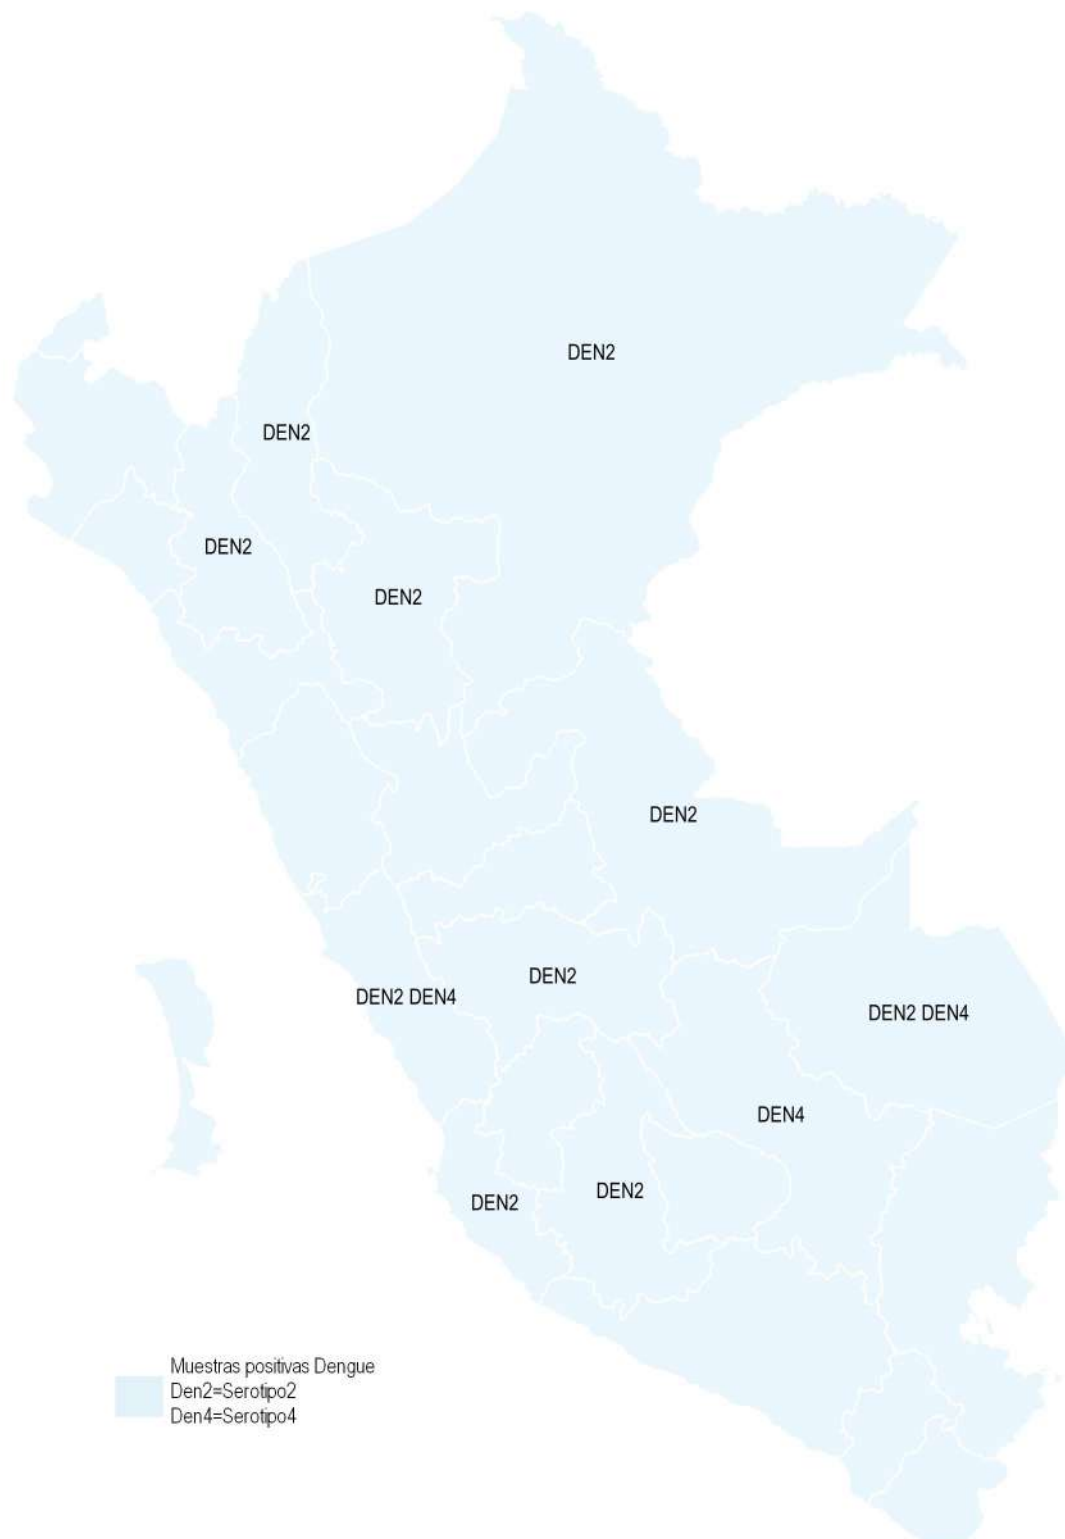 DEN2
DEN2
DEN2
DEN2
DEN2
DEN2
DEN2 DEN4
DEN2 DEN4
DEN4
DEN2
DEN2
Muestras positivas Dengue
Den2=Serotipo2
Den4=Serotipo4